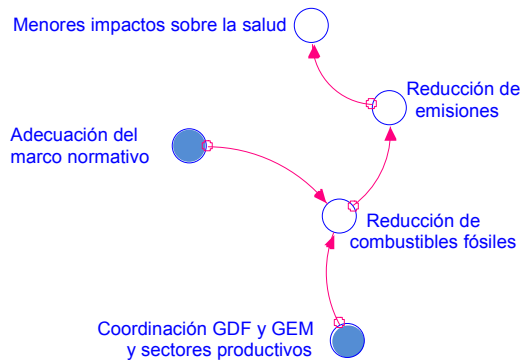 Menores impactos sobre la salud
Reducción de
emisiones
Adecuación del
marco normativo
Reducción de
combustibles fósiles
Coordinación GDF y GEM
y sectores productivos